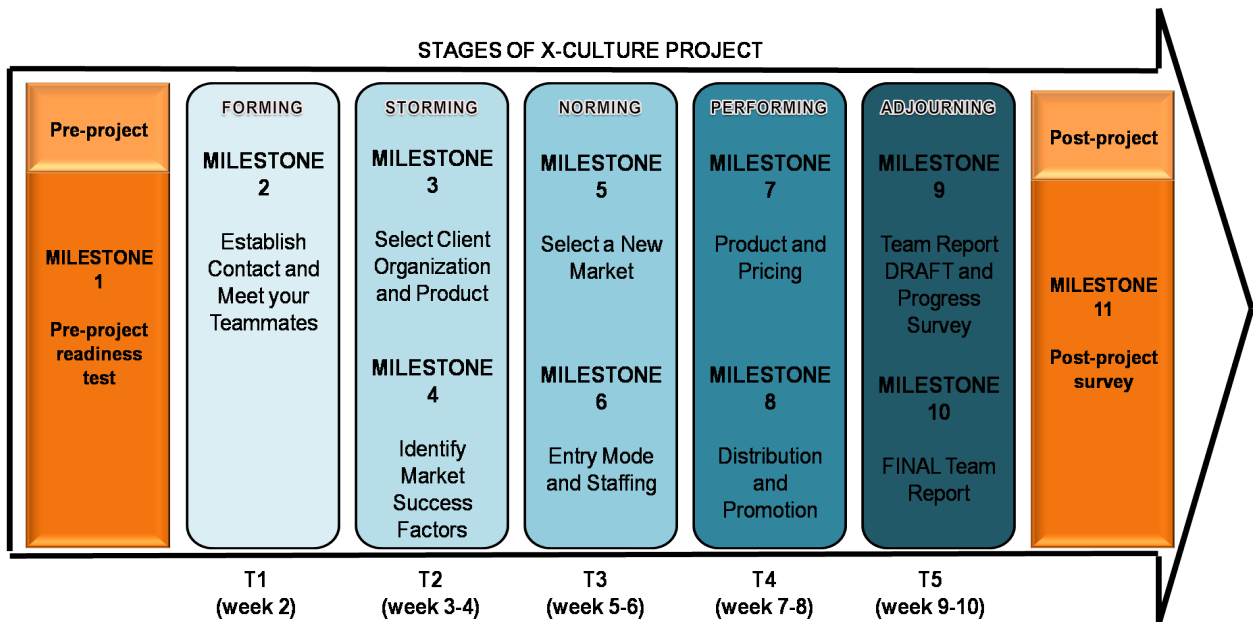 STAGES OF X-CULTURE PROJECT
Pre-project
MILESTONE
1
Pre-project
readiness
test
FORMING
MILESTONE
2
Establish
Contact and
Meet your
Teammates
STORMING
MILESTONE
3
Select Client
Organization
and Product
MILESTONE
4
Identify
Market
Success
Factors
NORMING
MILESTONE
5
Select a New
Market
MILESTONE
6
Entry Mode
and Staffing
PERFORMING
MILESTONE
7
Product and
Pricing
MILESTONE
8
Distribution
and
Promotion
ADJOURNING
MILESTONE
9
Team Report
DRAFT and
Progress
Survey
MILESTONE
10
FINAL Team
Report
Post-project
MILESTONE
11
Post-project
survey
T1
(week 2)
T2
(week 3-4)
T3
(week 5-6)
T4
(week 7-8)
T5
(week 9-10)